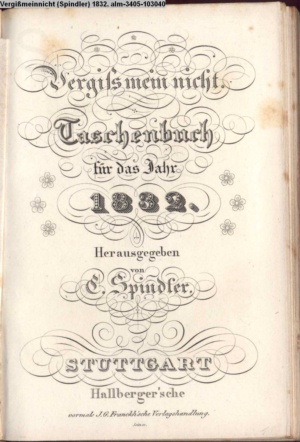 Vergißmeinnicht (Spindler) 1832. alm-3405-103040
Vergiſs mein nicht.
Taschenbuch
für das Jahr
1832.
Herausgegeben
von
C. Spindler.
STUTTGART
Hallberger'sche
vormals J. G. Franckh'sche Verlagshandlung.